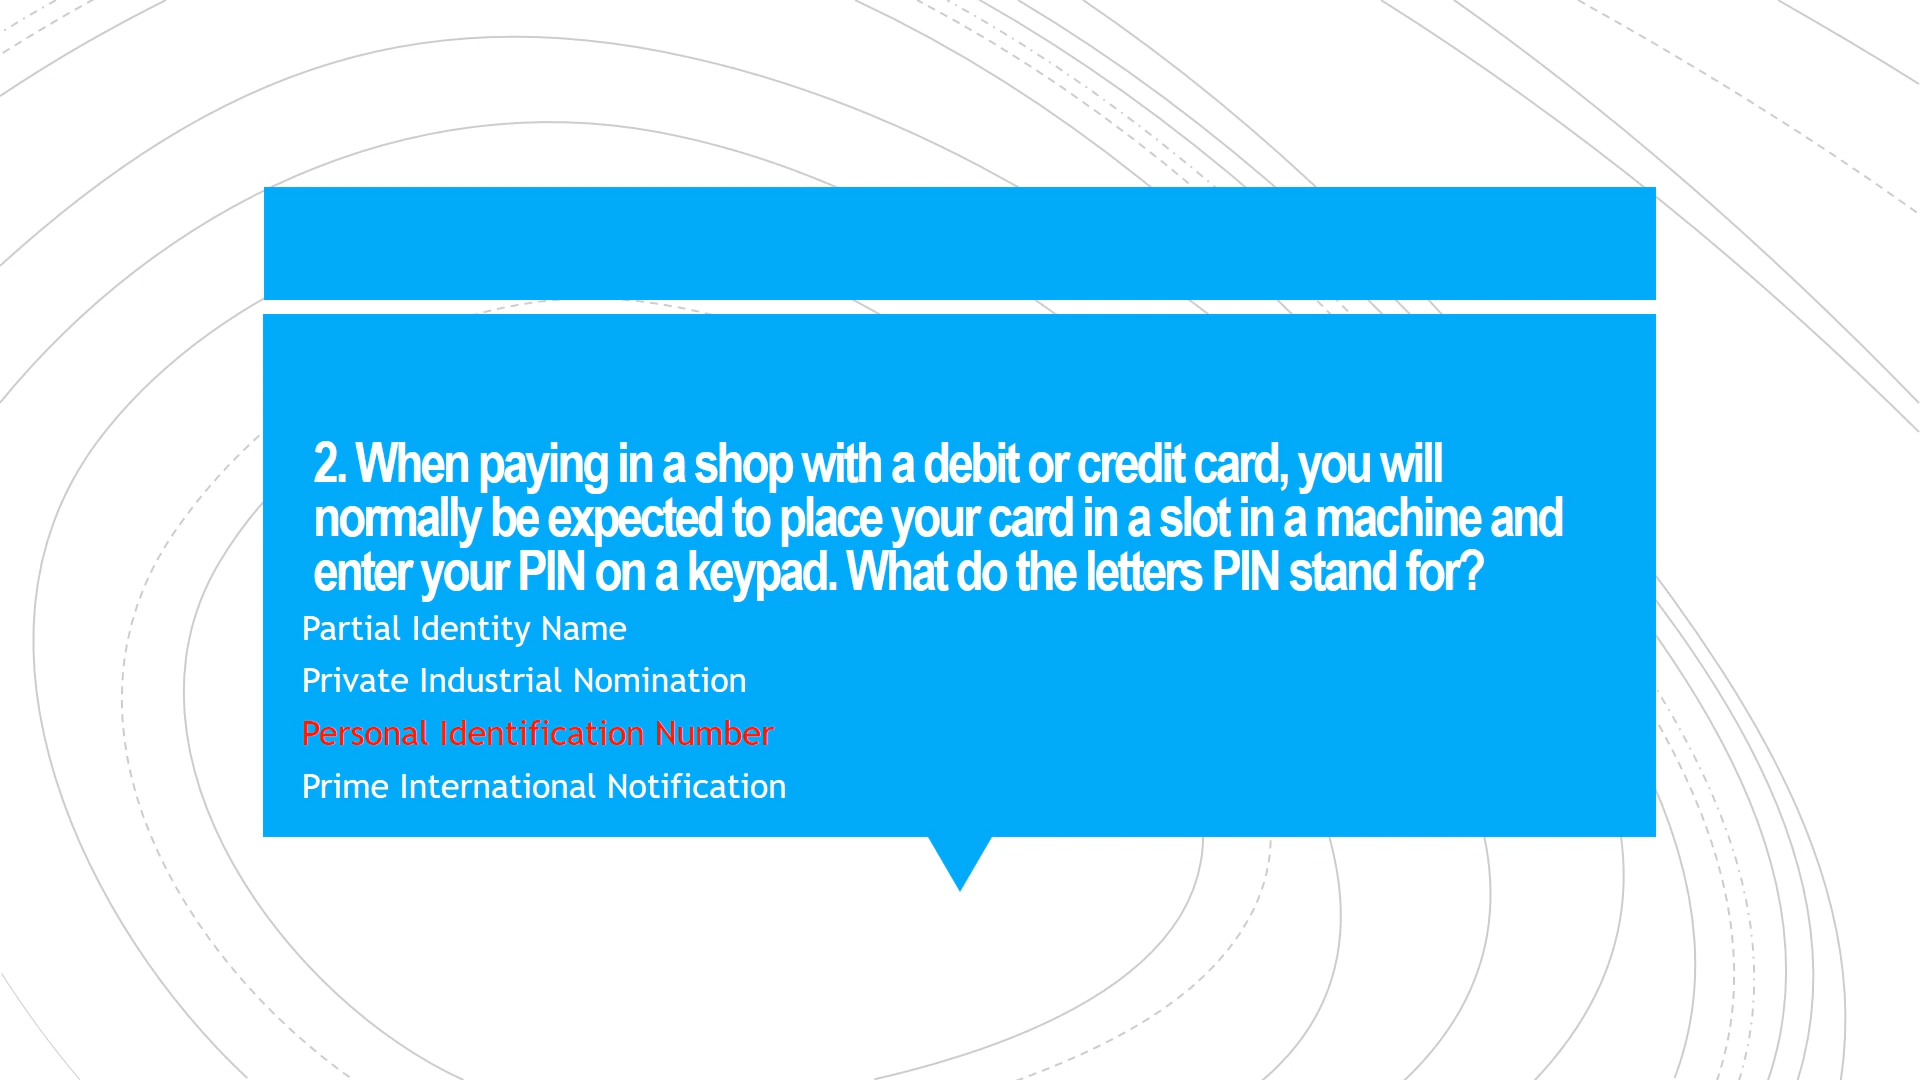 2. When paying in a shop with a debit or credit card, you will
normally be expected to place your card in a slot in a machine and
enter your PIN on a keypad. What do the letters PIN stand for?
Partial Identity Name
Private Industrial Nomination
Personal Identification Number
Prime International Notification